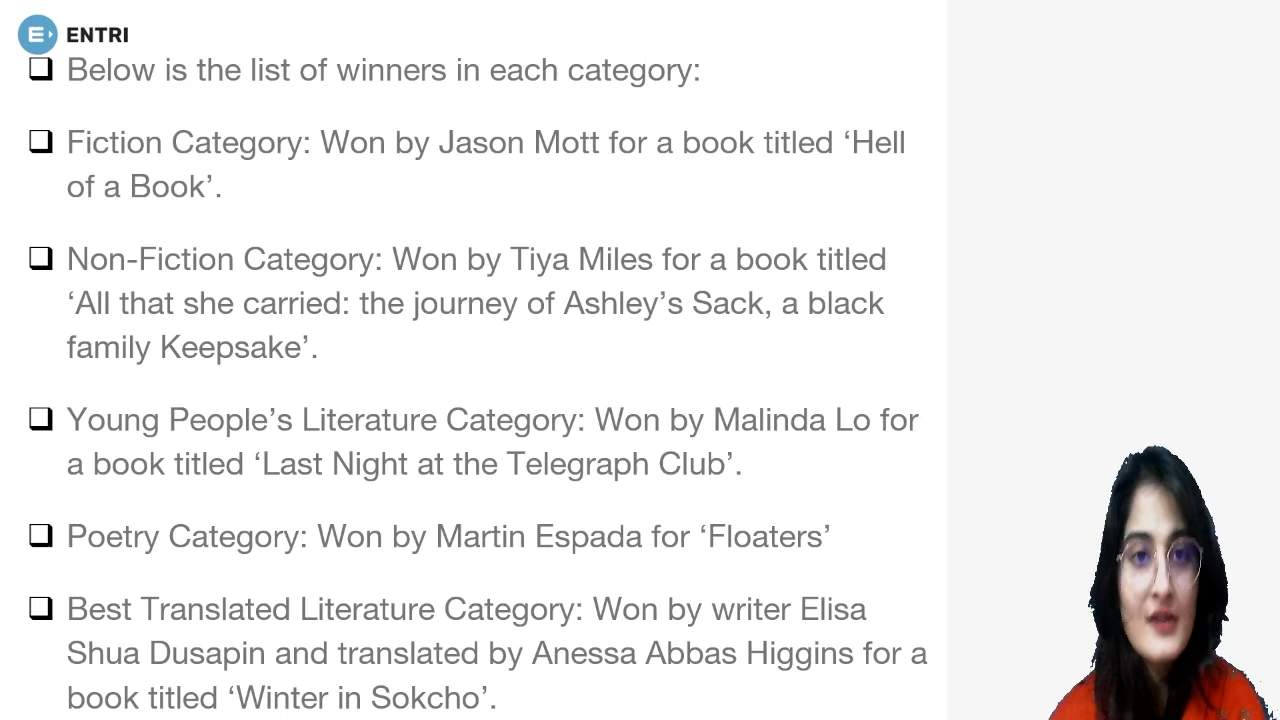 E ENTRI
Below is the list of winners in each category:
Fiction Category: Won by Jason Mott for a book titled ‘Hell
of a Book’.
Non-Fiction Category: Won by Tiya Miles for a book titled
‘All that she carried: the journey of Ashley’s Sack, a black
family Keepsake’.
Young People’s Literature Category: Won by Malinda Lo for
a book titled ‘Last Night at the Telegraph Club’.
Poetry Category: Won by Martin Espada for ‘Floaters’
Best Translated Literature Category: Won by writer Elisa
Shua Dusapin and translated by Anessa Abbas Higgins for a
book titled ‘Winter in Sokcho’.